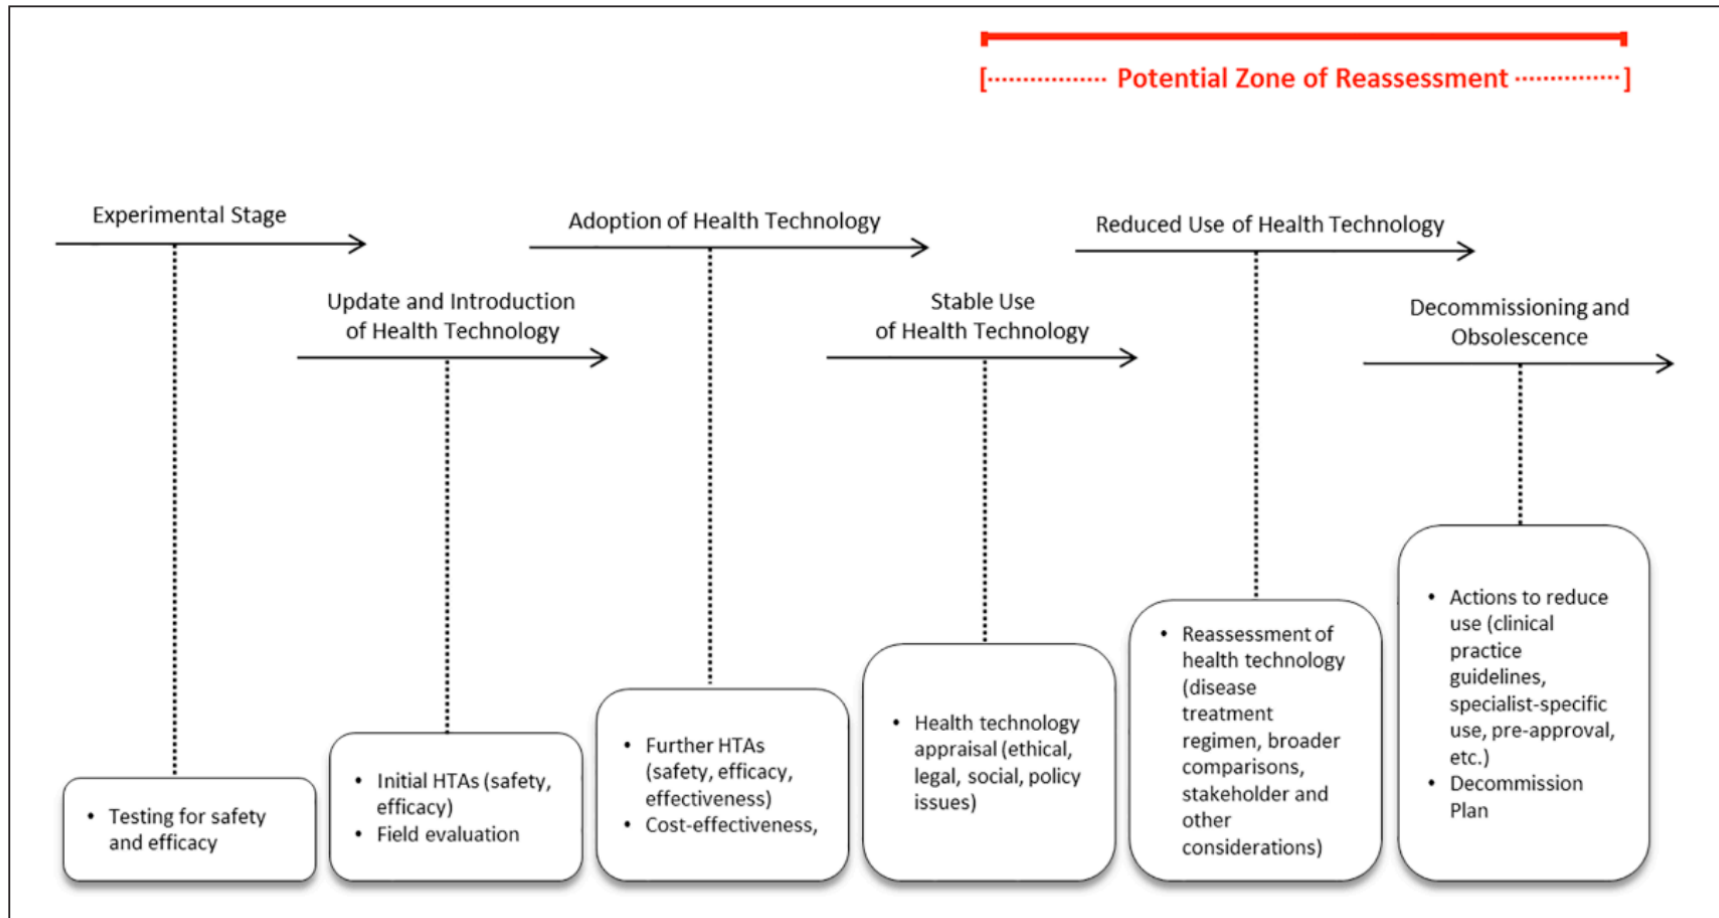 [················ Potential Zone of Reassessment ··············]
Experimental Stage
Adoption of Health Technology
Reduced Use of Health Technology
Update and Introduction
of Health Technology
Stable Use
of Health Technology
Decommissioning and
Obsolescence
• Testing for safety
and efficacy
• Initial HTAs (safety,
efficacy)
• Field evaluation
• Further HTAs
(safety, efficacy,
effectiveness)
• Cost-effectiveness,
• Health technology
appraisal (ethical,
legal, social, policy
issues)
• Reassessment of
health technology
(disease
treatment
regimen, broader
comparisons,
stakeholder and
other
considerations)
• Actions to reduce
use (clinical
practice
guidelines,
specialist-specific
use, pre-approval,
etc.)
• Decommission
Plan